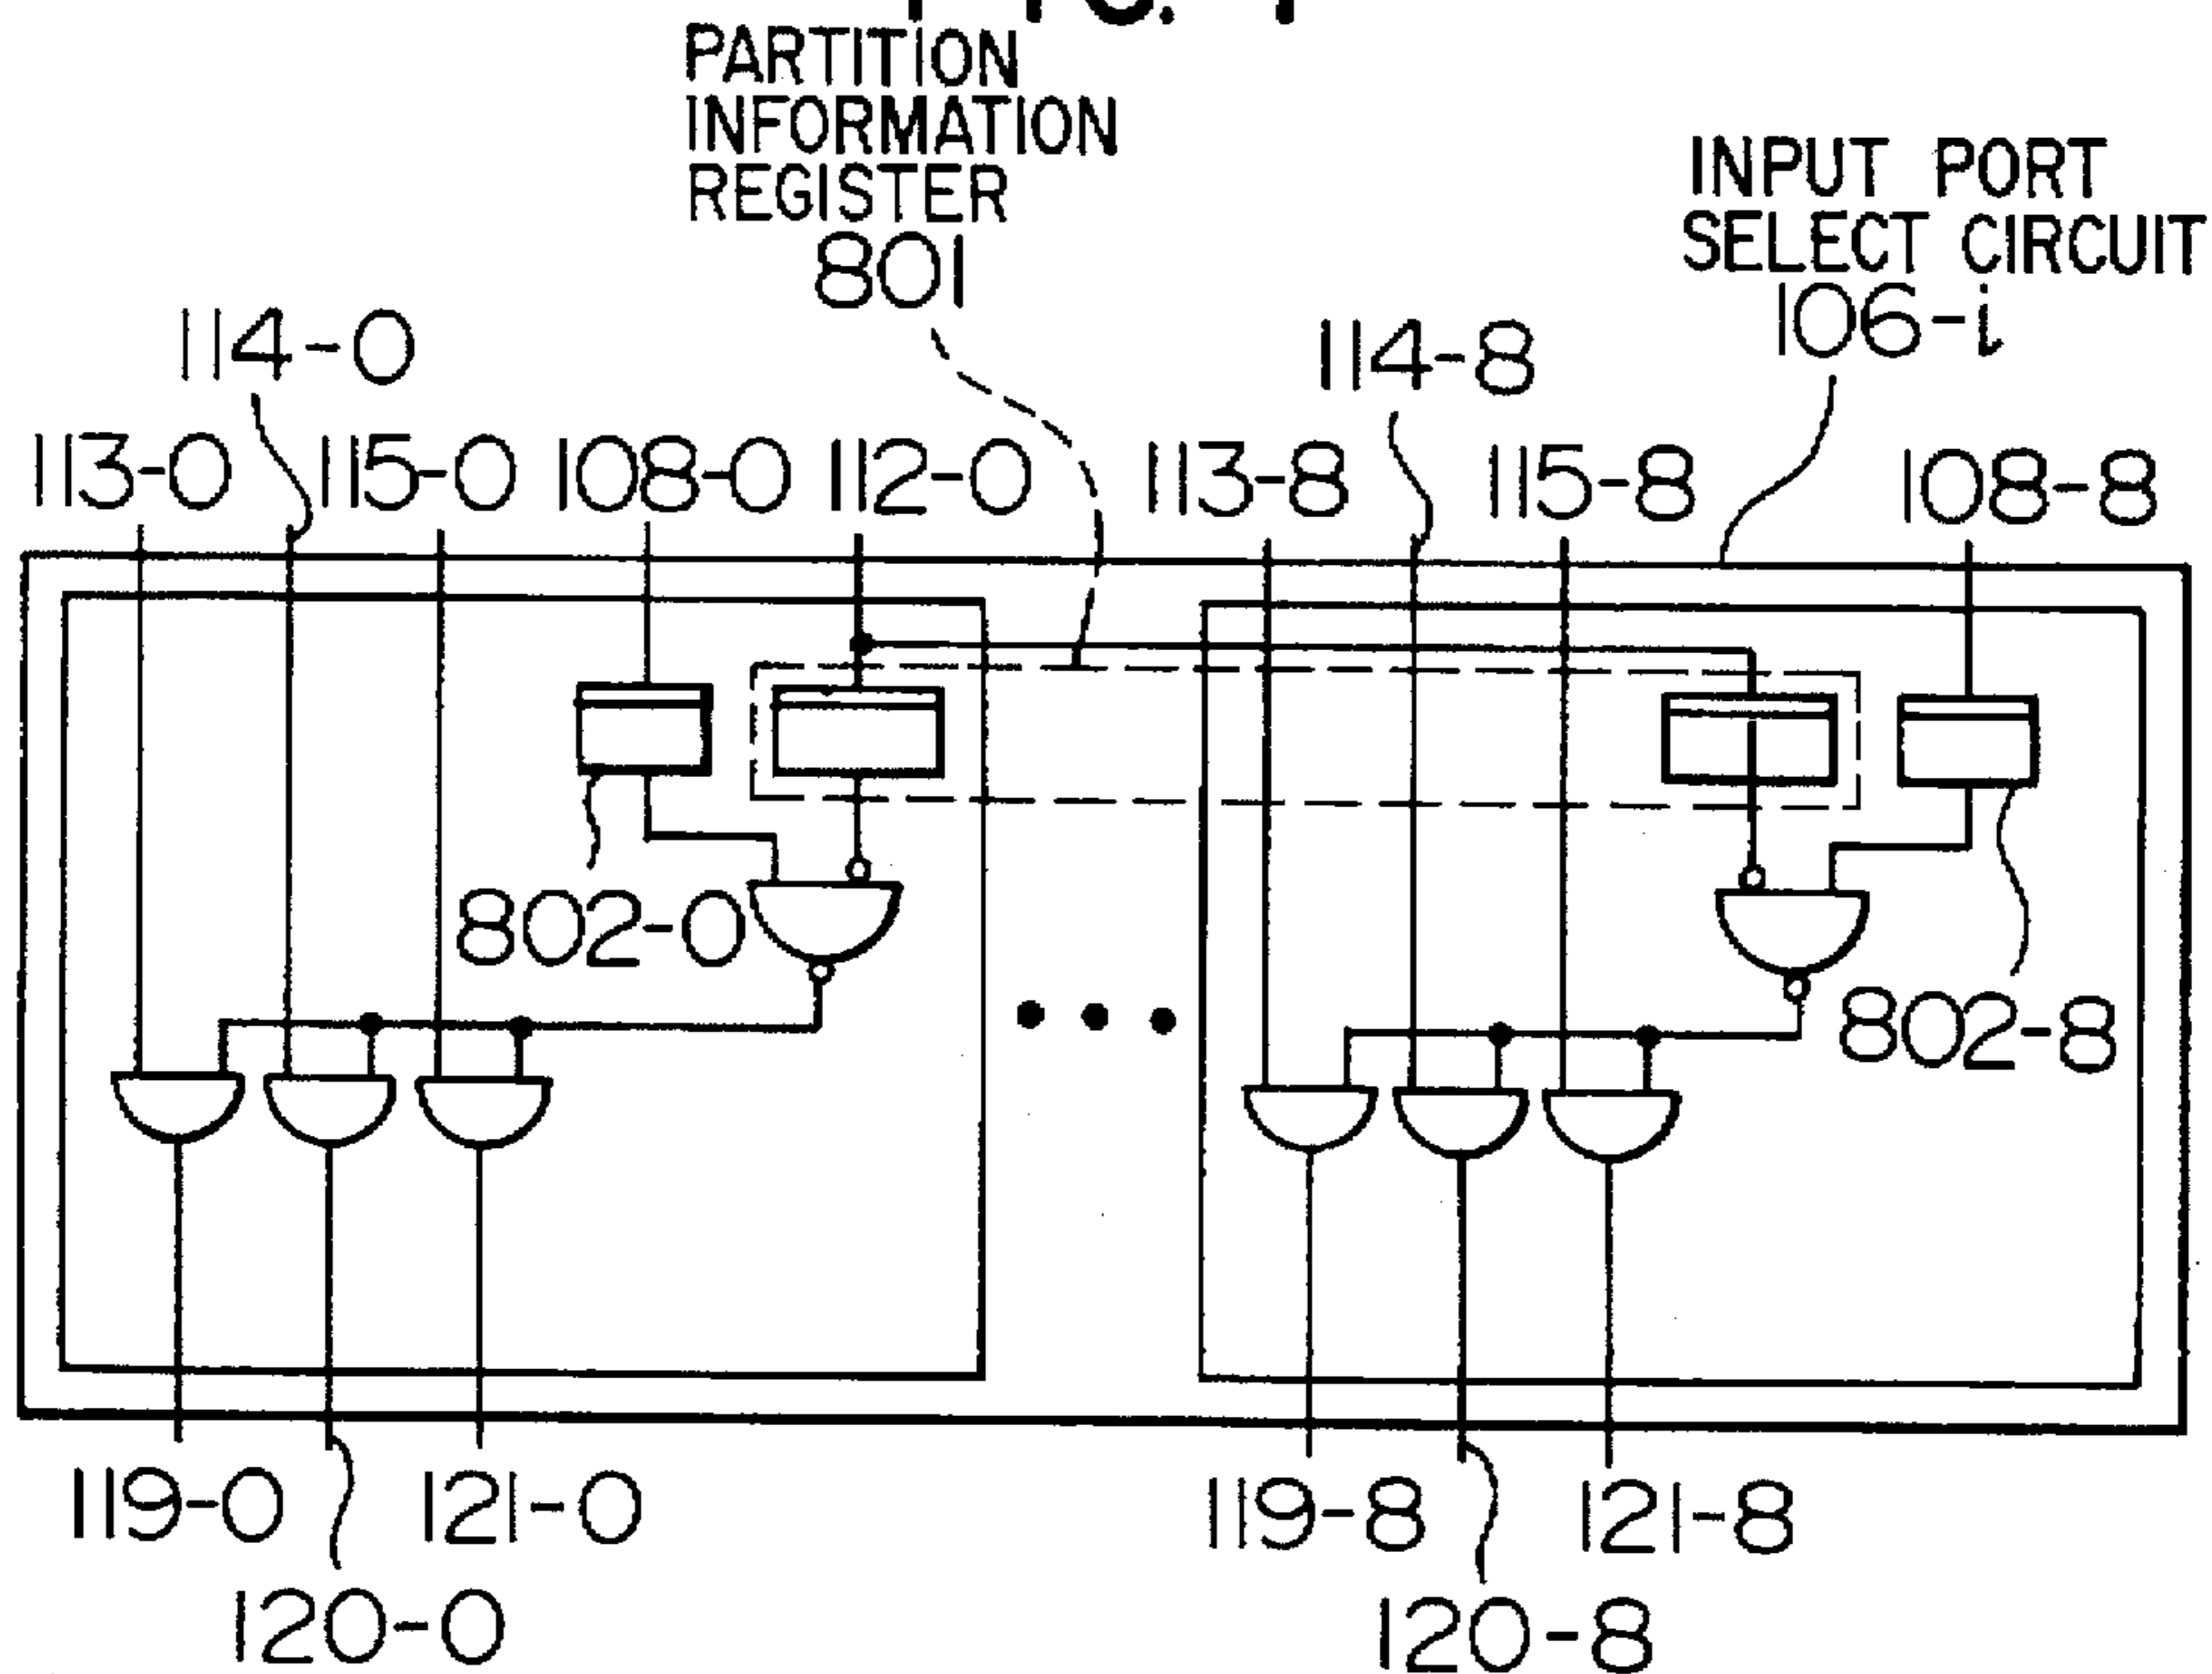 PARTITION
INFORMATION
REGISTER
801
INPUT PORT
SELECT CIRCUIT
106-i
114-0
114-8
113-0 115-0 108-0 112-0 113-8 115-8 108-8
802-0
802-8
119-0 121-0 119-8 121-8
120-0 120-8